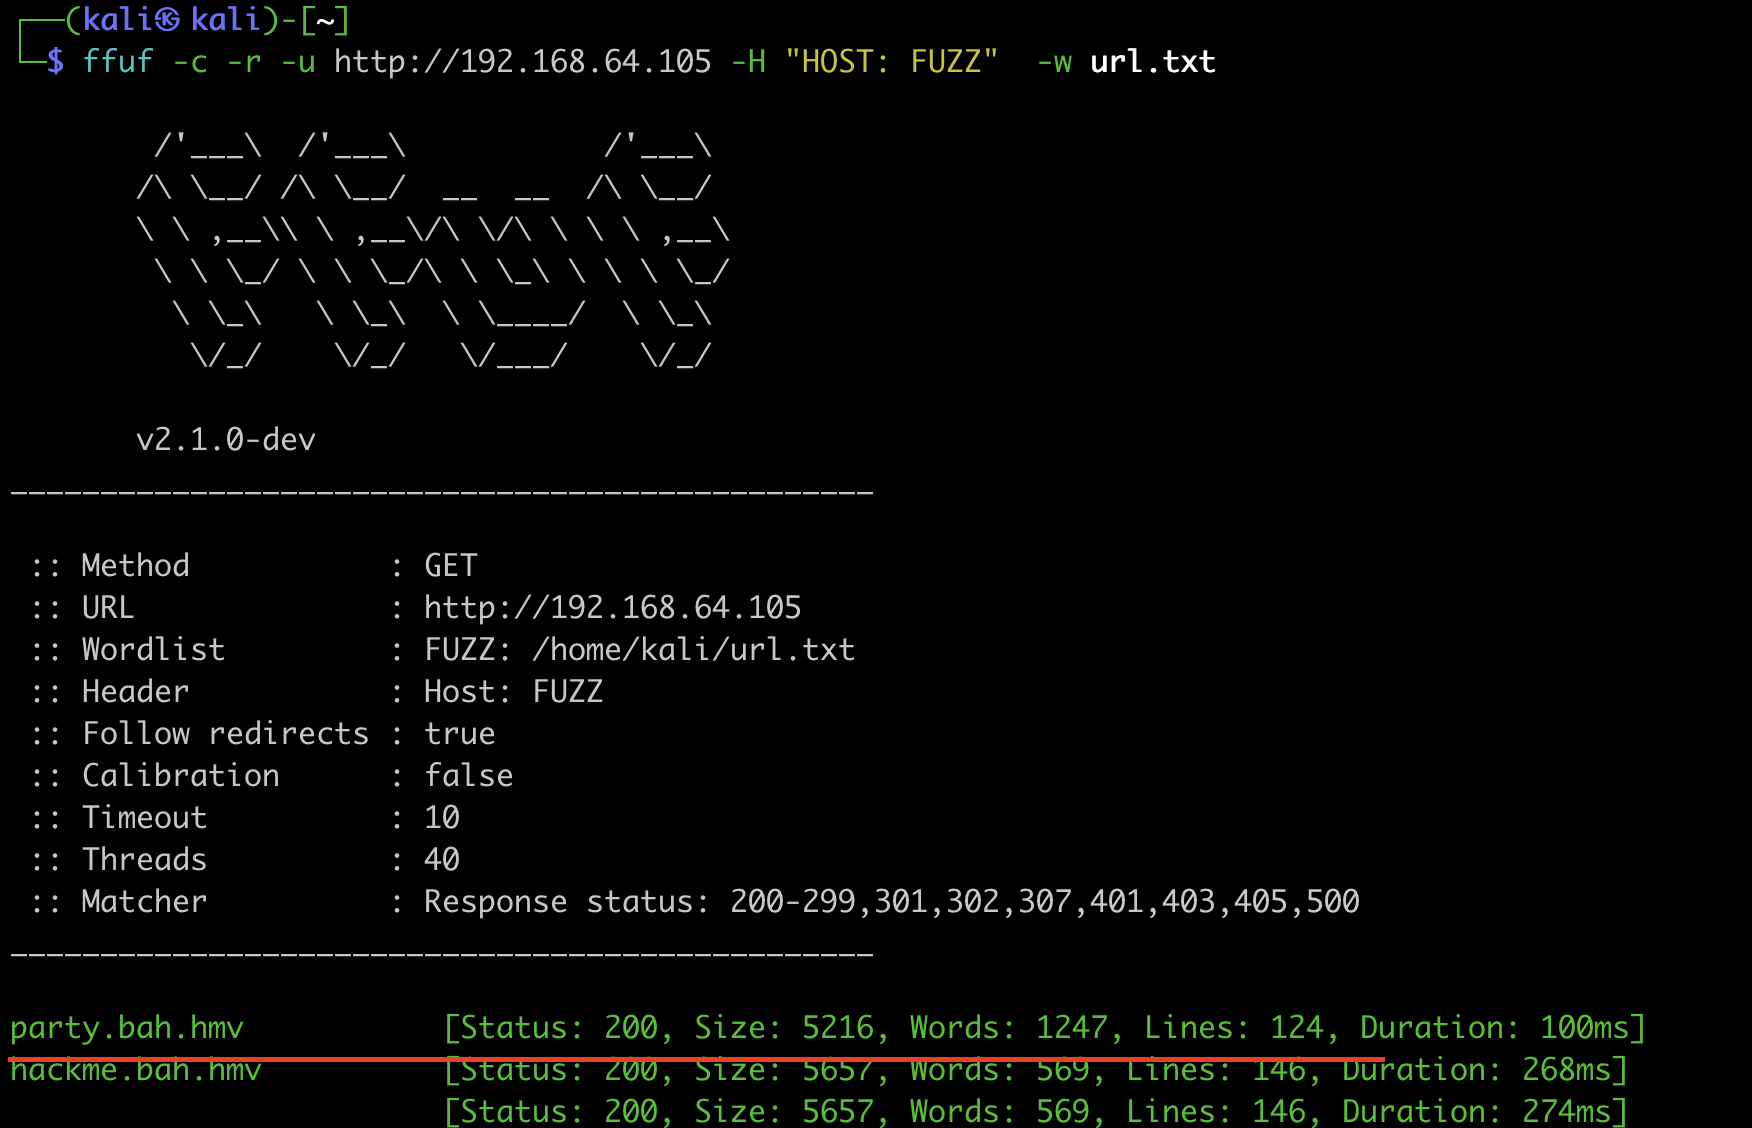 ┌──(kali㉿kali)-[~]
└─$ ffuf -c -r -u http://192.168.64.105 -H "HOST: FUZZ"  -w url.txt

        /'___\  /'___\           /'___\
       /\ \__/ /\ \__/  __  __  /\ \__/
       \ \ ,__\\ \ ,__\/\ \/\ \ \ \ ,__\
        \ \ \_/ \ \ \_/\ \ \_\ \ \ \ \_/
         \ \_\   \ \_\  \ \____/  \ \_\
          \/_/    \/_/   \/___/    \/_/

       v2.1.0-dev
________________________________________________

 :: Method           : GET
 :: URL              : http://192.168.64.105
 :: Wordlist         : FUZZ: /home/kali/url.txt
 :: Header           : Host: FUZZ
 :: Follow redirects : true
 :: Calibration      : false
 :: Timeout          : 10
 :: Threads          : 40
 :: Matcher          : Response status: 200-299,301,302,307,401,403,405,500
________________________________________________

party.bah.hmv           [Status: 200, Size: 5216, Words: 1247, Lines: 124, Duration: 100ms]
hackme.bah.hmv          [Status: 200, Size: 5657, Words: 569, Lines: 146, Duration: 268ms]
                        [Status: 200, Size: 5657, Words: 569, Lines: 146, Duration: 274ms]